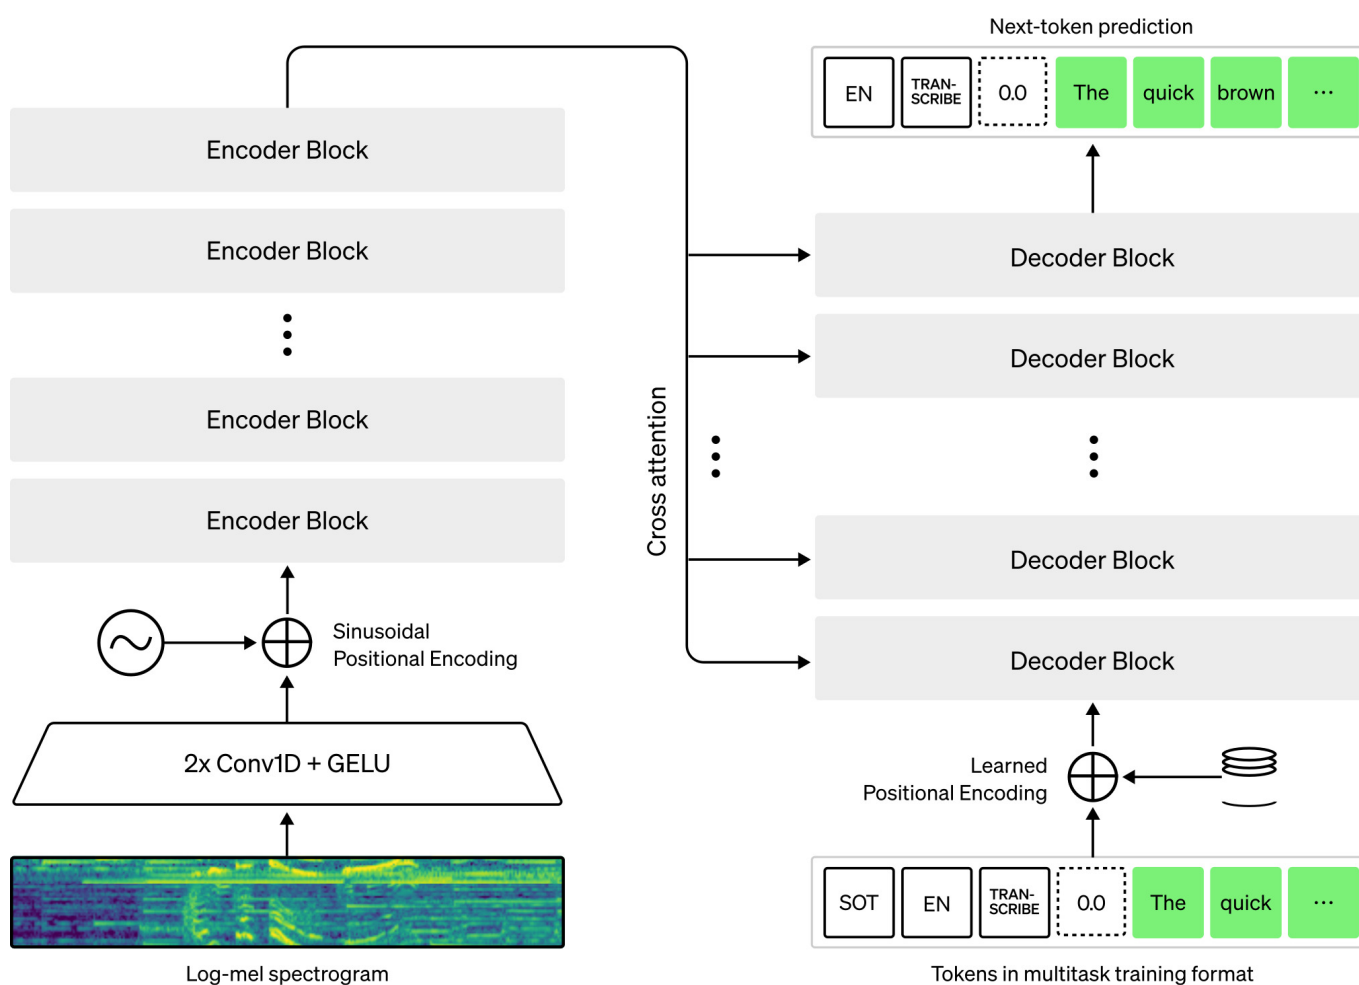 Next-token prediction
EN TRAN-SCRIBE 0.0 The quick brown ...
Encoder Block
Encoder Block
Encoder Block
Encoder Block
Sinusoidal
Positional Encoding
2x Conv1D + GELU
Log-mel spectrogram
Cross attention
Decoder Block
Decoder Block
Decoder Block
Decoder Block
Learned
Positional Encoding
SOT EN TRAN-SCRIBE 0.0 The quick ...
Tokens in multitask training format